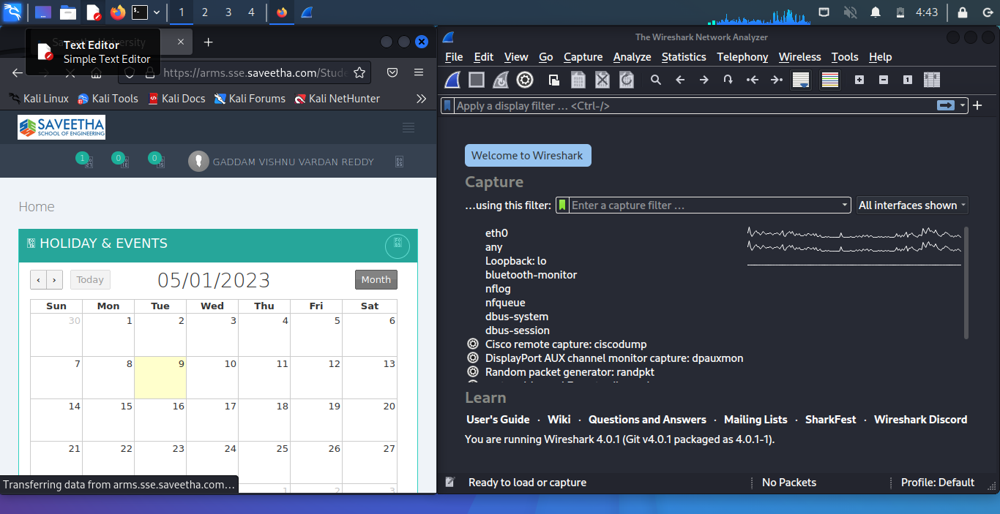 1 2 3 4 4:43
Saveetha University
Text Editor
Simple Text Editor
https://arms.sse.saveetha.com/Stude
Kali Linux Kali Tools Kali Docs Kali Forums Kali NetHunter
SAVEETHA
SCHOOL OF ENGINEERING
1 0 0 GADDAM VISHNU VARDAN REDDY
Home
HOLIDAY & EVENTS
Today 05/01/2023 Month
Sun Mon Tue Wed Thu Fri Sat
30 1 2 3 4 5 6
7 8 9 10 11 12 13
14 15 16 17 18 19 20
21 22 23 24 25 26 27
1 2 3
Transferring data from arms.sse.saveetha.com...
The Wireshark Network Analyzer
File Edit View Go Capture Analyze Statistics Telephony Wireless Tools Help
Apply a display filter ... <Ctrl-/>
Welcome to Wireshark
Capture
...using this filter: Enter a capture filter ... All interfaces shown
eth0
any
Loopback: lo
bluetooth-monitor
nflog
nfqueue
dbus-system
dbus-session
Cisco remote capture: ciscodump
DisplayPort AUX channel monitor capture: dpauxmon
Random packet generator: randpkt
Learn
User's Guide · Wiki · Questions and Answers · Mailing Lists · SharkFest · Wireshark Discord
You are running Wireshark 4.0.1 (Git v4.0.1 packaged as 4.0.1-1).
Ready to load or capture No Packets Profile: Default